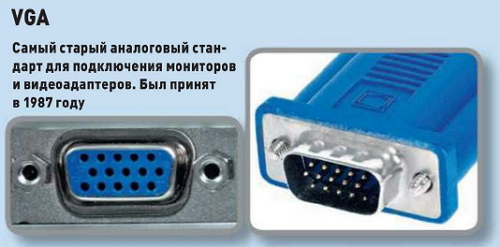 VGA
Самый старый аналоговый стан-
дарт для подключения мониторов
и видеоадаптеров. Был принят
в 1987 году